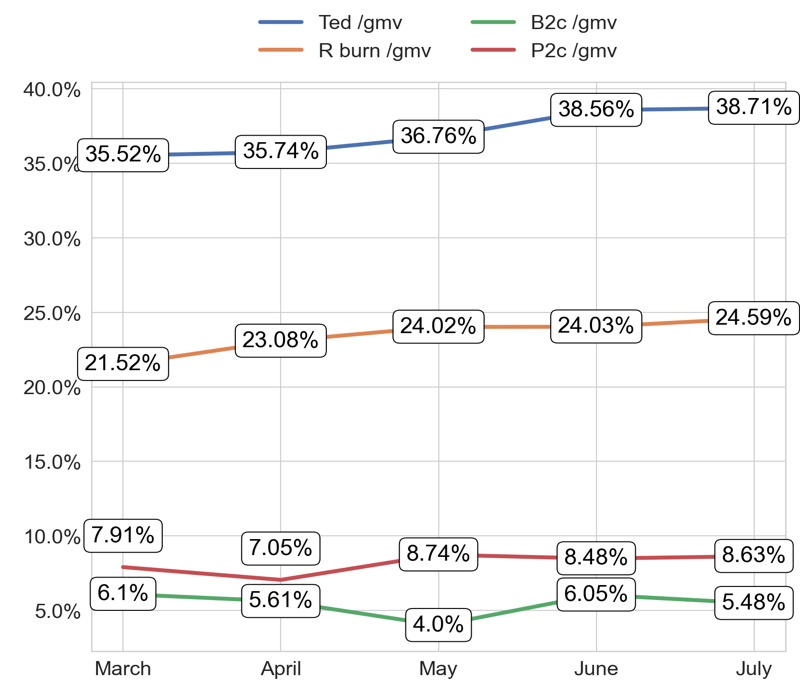 Ted /gmv B2c /gmv
R burn /gmv P2c /gmv
40.0%
38.56% 38.71%
36.76%
35.52% 35.74%
35.0%
30.0%
25.0%
24.02% 24.03% 24.59%
23.08%
21.52%
20.0%
15.0%
10.0%
7.91%
7.05% 8.74% 8.48% 8.63%
6.1% 5.61% 6.05% 5.48%
5.0%
4.0%
March April May June July